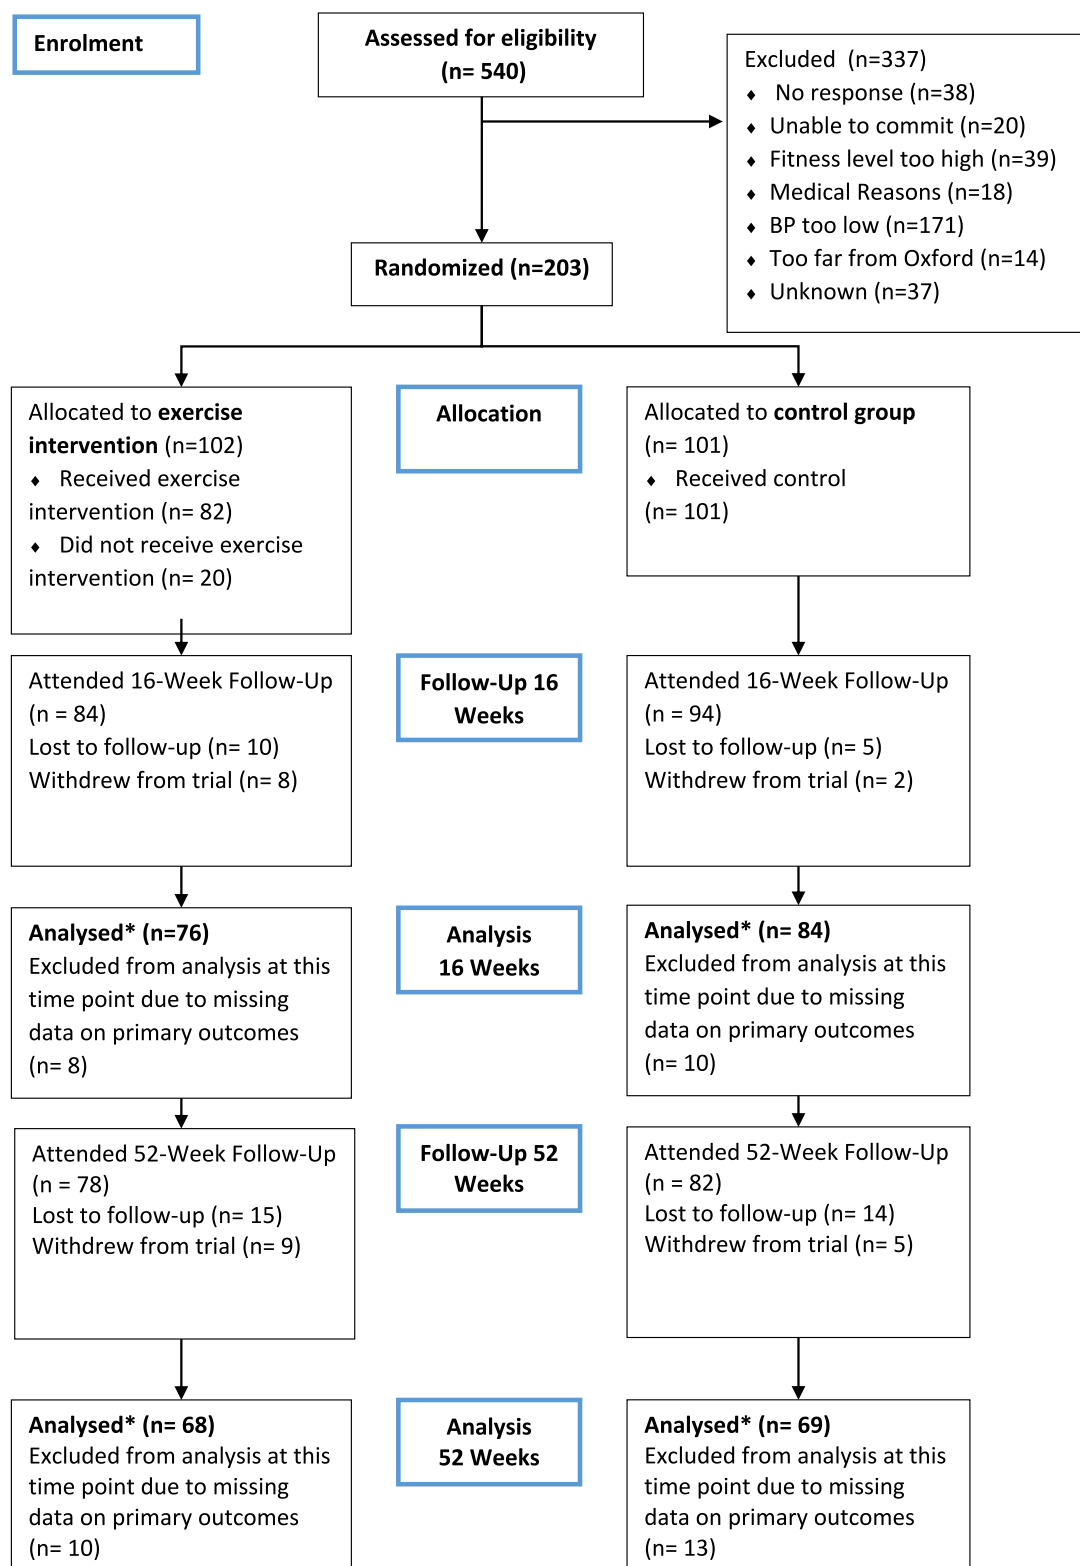 Enrolment
Assessed for eligibility
(n= 540)
Excluded  (n=337)
♦ No response (n=38)
♦ Unable to commit (n=20)
♦ Fitness level too high (n=39)
♦ Medical Reasons (n=18)
♦ BP too low (n=171)
♦ Too far from Oxford (n=14)
♦ Unknown (n=37)
Randomized (n=203)
Allocated to exercise
intervention (n=102)
♦ Received exercise
intervention (n= 82)
♦ Did not receive exercise
intervention (n= 20)
Allocation
Allocated to control group
(n= 101)
♦ Received control
(n= 101)
Attended 16-Week Follow-Up
(n = 84)
Lost to follow-up (n= 10)
Withdrew from trial (n= 8)
Follow-Up 16
Weeks
Attended 16-Week Follow-Up
(n = 94)
Lost to follow-up (n= 5)
Withdrew from trial (n= 2)
Analysed* (n=76)
Excluded from analysis at this
time point due to missing
data on primary outcomes
(n= 8)
Analysis
16 Weeks
Analysed* (n= 84)
Excluded from analysis at this
time point due to missing
data on primary outcomes
(n= 10)
Attended 52-Week Follow-Up
(n = 78)
Lost to follow-up (n= 15)
Withdrew from trial (n= 9)
Follow-Up 52
Weeks
Attended 52-Week Follow-Up
(n = 82)
Lost to follow-up (n= 14)
Withdrew from trial (n= 5)
Analysed* (n= 68)
Excluded from analysis at this
time point due to missing
data on primary outcomes
(n= 10)
Analysis
52 Weeks
Analysed* (n= 69)
Excluded from analysis at this
time point due to missing
data on primary outcomes
(n= 13)